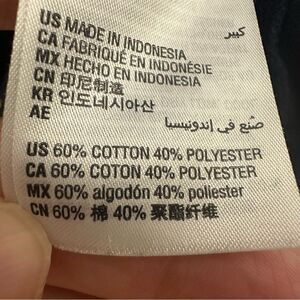 كبير
US MADE IN INDONESIA
CA FABRIQUÉ EN INDONÉSIE
MX HECHO EN INDONESIA
CN 印尼制造
KR 인도네시아산
AE صنع في إندونيسيا
US 60% COTTON 40% POLYESTER
CA 60% COTON 40% POLYESTER
MX 60% algodón 40% poliester
CN 60% 棉 40% 聚酯纤维